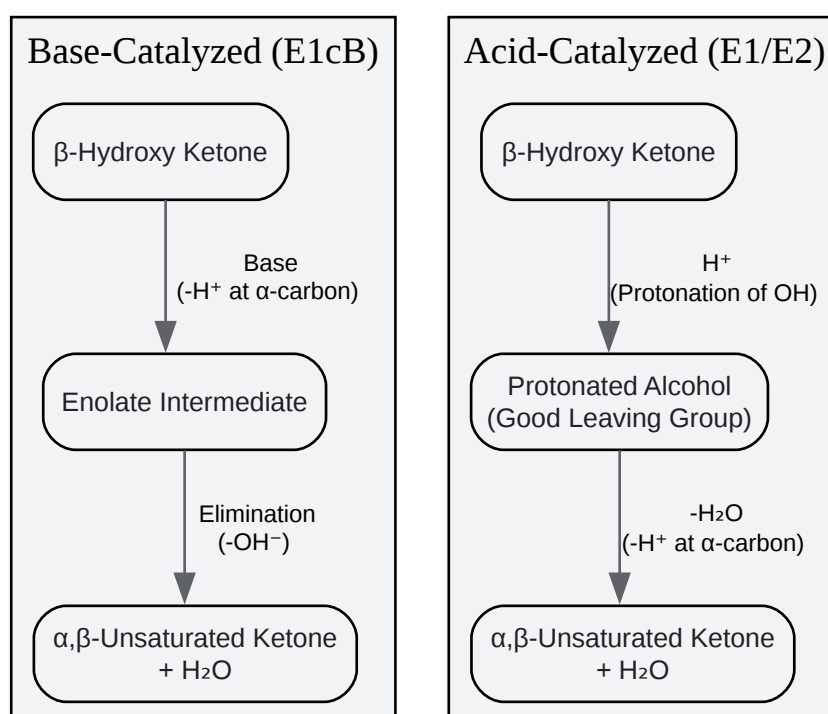 Base-Catalyzed (E1cB)
β-Hydroxy Ketone
Base
(-H⁺ at α-carbon)
Enolate Intermediate
Elimination
(-OH⁻)
α,β-Unsaturated Ketone
+ H₂O
Acid-Catalyzed (E1/E2)
β-Hydroxy Ketone
H⁺
(Protonation of OH)
Protonated Alcohol
(Good Leaving Group)
-H₂O
(-H⁺ at α-carbon)
α,β-Unsaturated Ketone
+ H₂O